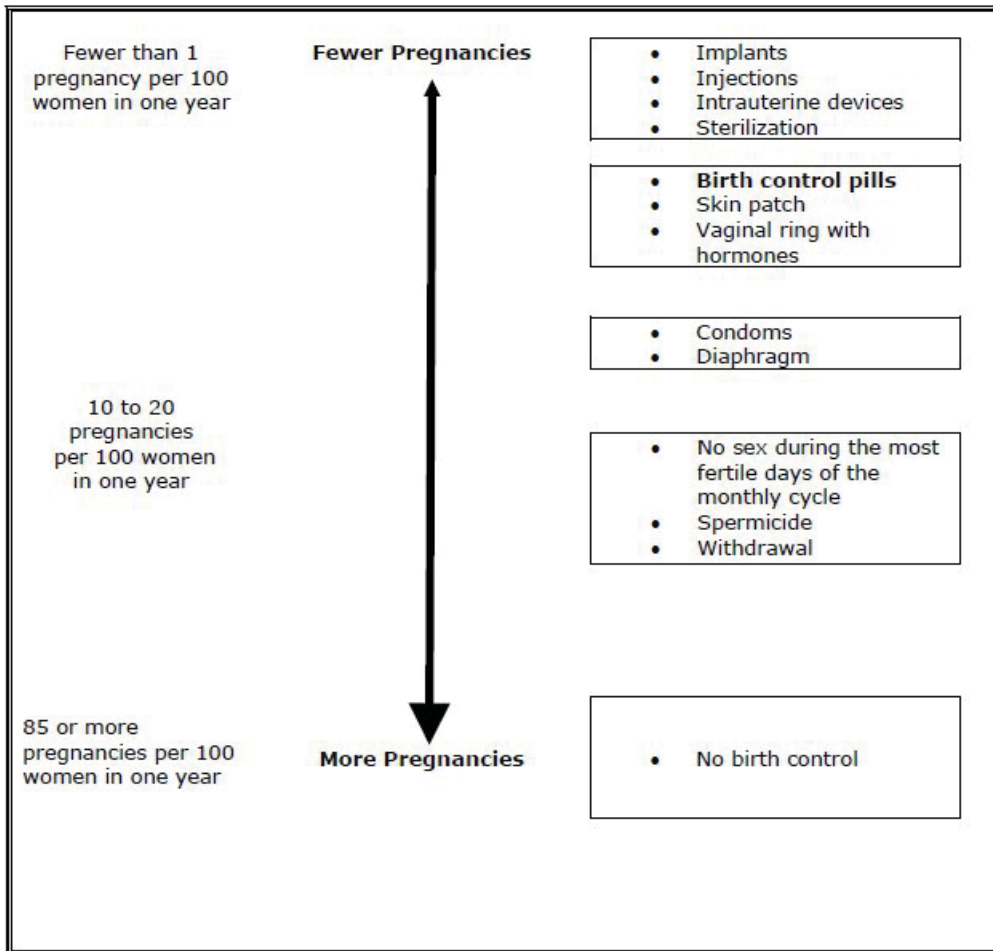 Fewer than 1
pregnancy per 100
women in one year
Fewer Pregnancies
• Implants
• Injections
• Intrauterine devices
• Sterilization
• Birth control pills
• Skin patch
• Vaginal ring with
hormones
• Condoms
• Diaphragm
10 to 20
pregnancies
per 100 women
in one year
• No sex during the most
fertile days of the
monthly cycle
• Spermicide
• Withdrawal
85 or more
pregnancies per 100
women in one year
More Pregnancies
• No birth control